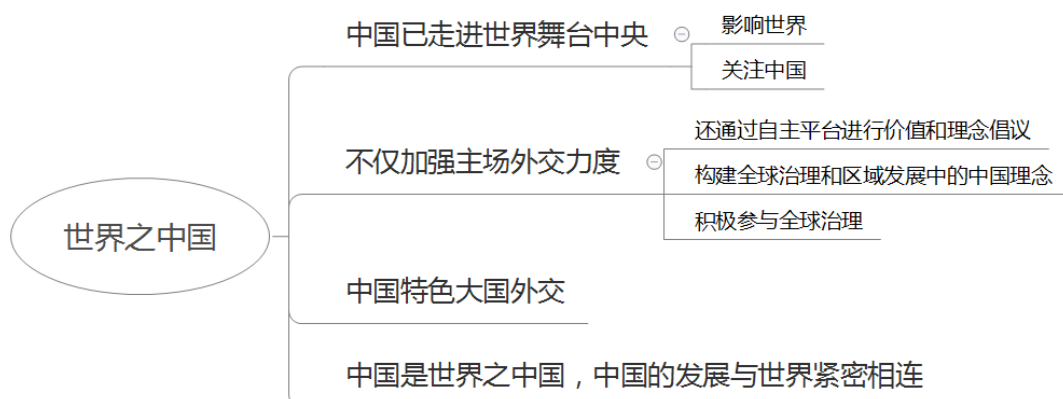 中国已走进世界舞台中央
影响世界
关注中国
不仅加强主场外交力度
还通过自主平台进行价值和理念倡议
构建全球治理和区域发展中的中国理念
积极参与全球治理
世界之中国
中国特色大国外交
中国是世界之中国，中国的发展与世界紧密相连